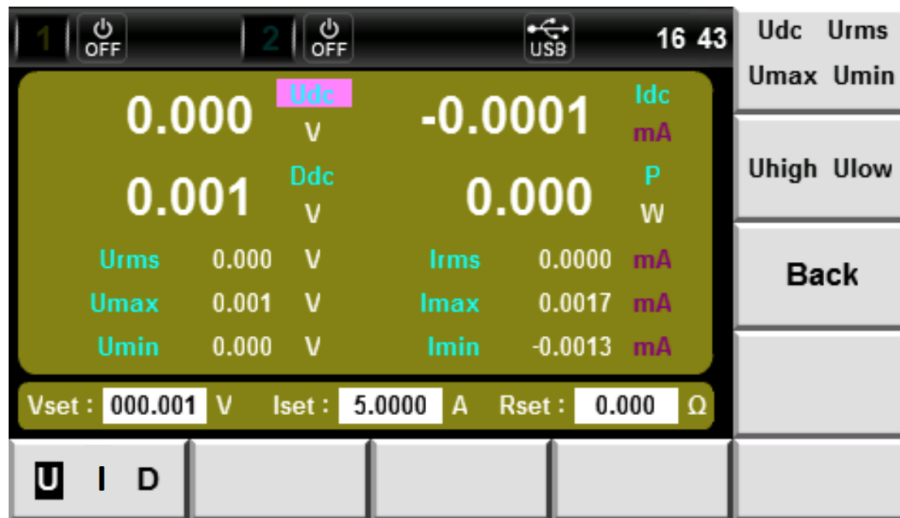 1 OFF 2 OFF USB 16 43
Udc Urms
Umax Umin
0.000 Udc V -0.0001 Idc mA
Uhigh Ulow
0.001 Ddc V 0.000 P W
Urms 0.000 V Irms 0.0000 mA
Back
Umax 0.001 V Imax 0.0017 mA
Umin 0.000 V Imin -0.0013 mA
Vset : 000.001 V Iset : 5.0000 A Rset : 0.000 Ω
U I D